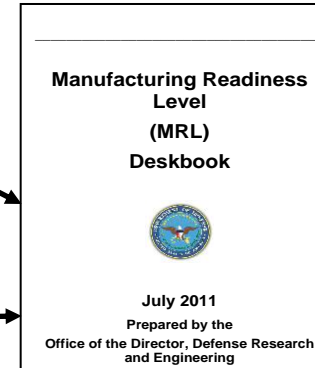 Manufacturing Readiness
Level
(MRL)
Deskbook
July 2011
Prepared by the
Office of the Director, Defense Research
and Engineering